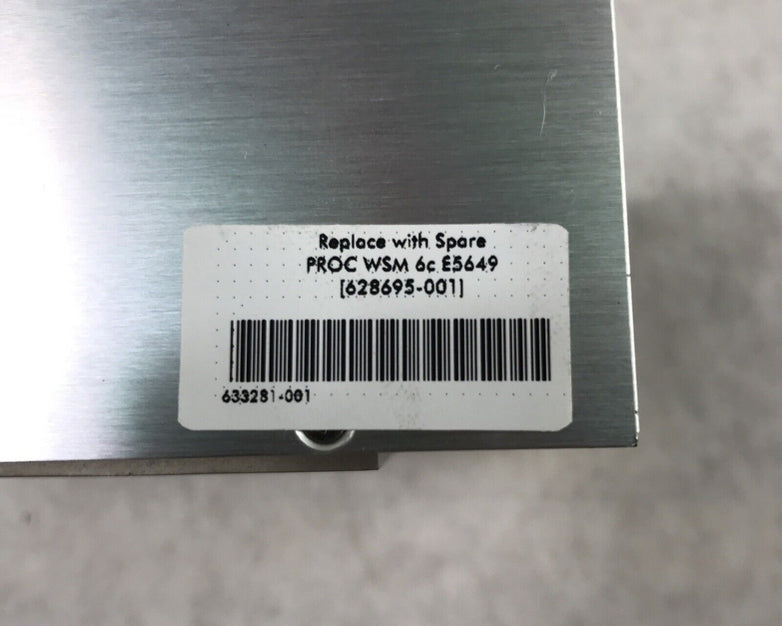 Replace with Spare
PROC WSM 6c E5649
[628695-001]
633281-001